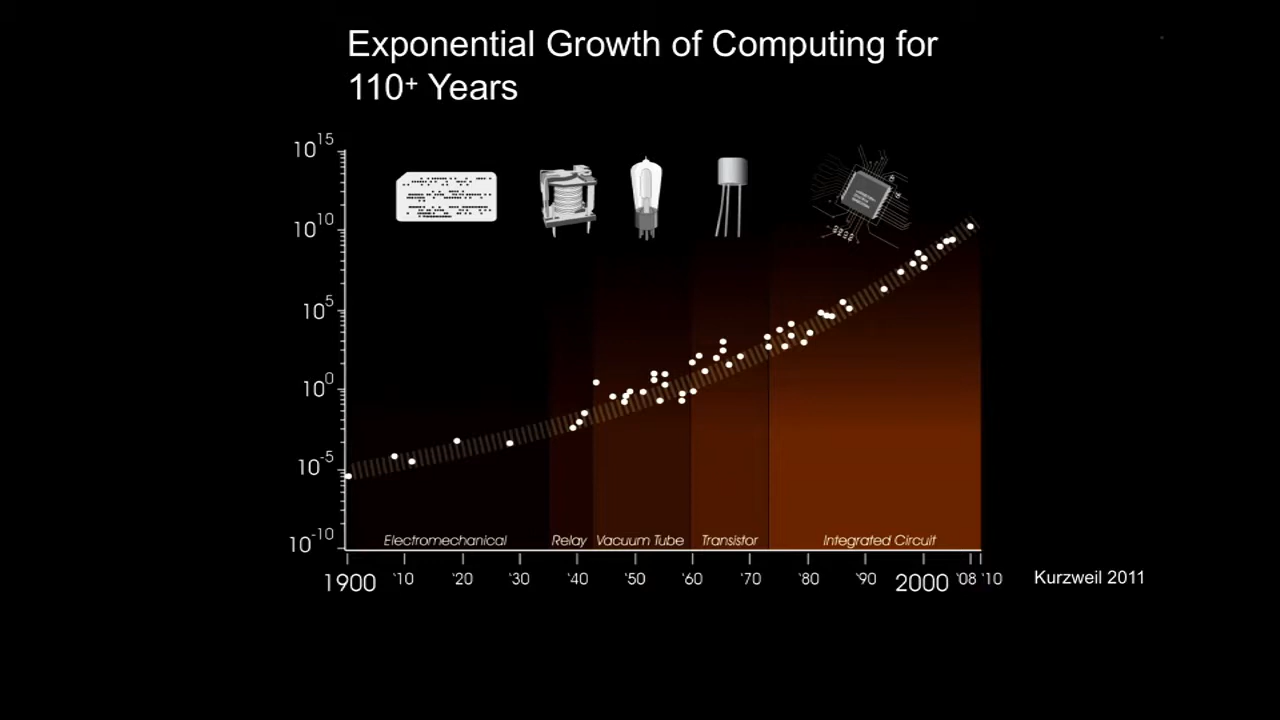 Exponential Growth of Computing for
110+ Years
10^15
10^10
10^5
10^0
10^-5
10^-10
Electromechanical Relay Vacuum Tube Transistor Integrated Circuit
1900 '10 '20 '30 '40 '50 '60 '70 '80 '90 2000 '08 '10
Kurzweil 2011